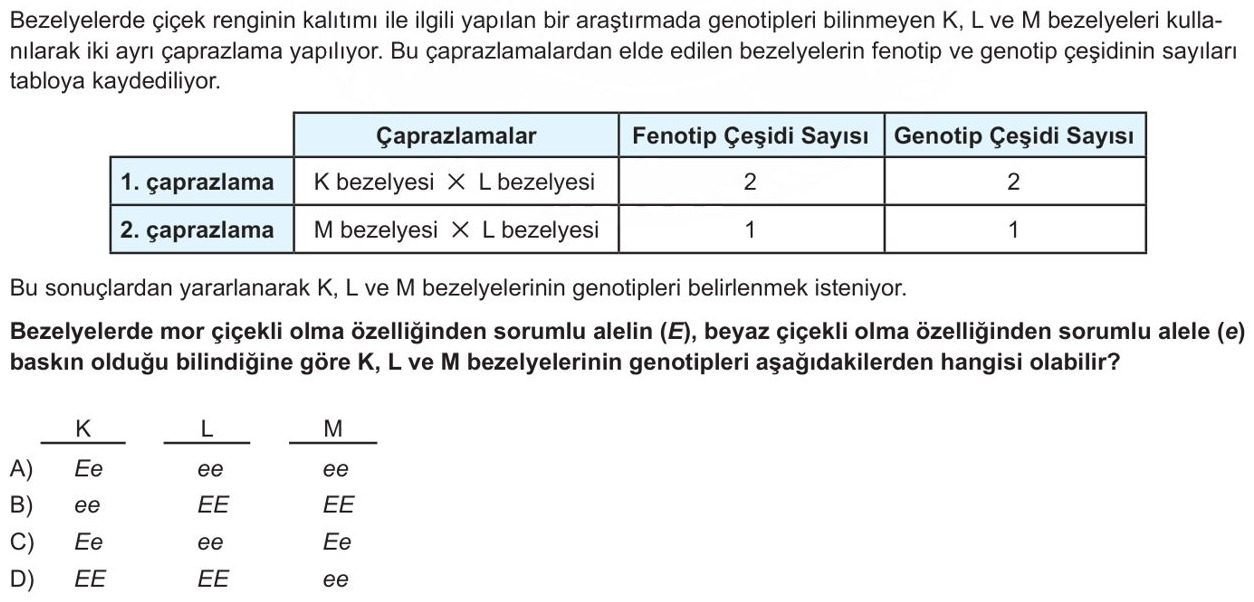 Bezelyelerde çiçek renginin kalıtımı ile ilgili yapılan bir araştırmada genotipleri bilinmeyen K, L ve M bezelyeleri kulla-
nılarak iki ayrı çaprazlama yapılıyor. Bu çaprazlamalardan elde edilen bezelyelerin fenotip ve genotip çeşidinin sayıları
tabloya kaydediliyor.
Çaprazlamalar Fenotip Çeşidi Sayısı Genotip Çeşidi Sayısı
1. çaprazlama K bezelyesi X L bezelyesi 2 2
2. çaprazlama M bezelyesi X L bezelyesi 1 1
Bu sonuçlardan yararlanarak K, L ve M bezelyelerinin genotipleri belirlenmek isteniyor.
Bezelyelerde mor çiçekli olma özelliğinden sorumlu alelin (E), beyaz çiçekli olma özelliğinden sorumlu alele (e)
baskın olduğu bilindiğine göre K, L ve M bezelyelerinin genotipleri aşağıdakilerden hangisi olabilir?
K L M
A) Ee ee ee
B) ee EE EE
C) Ee ee Ee
D) EE EE ee